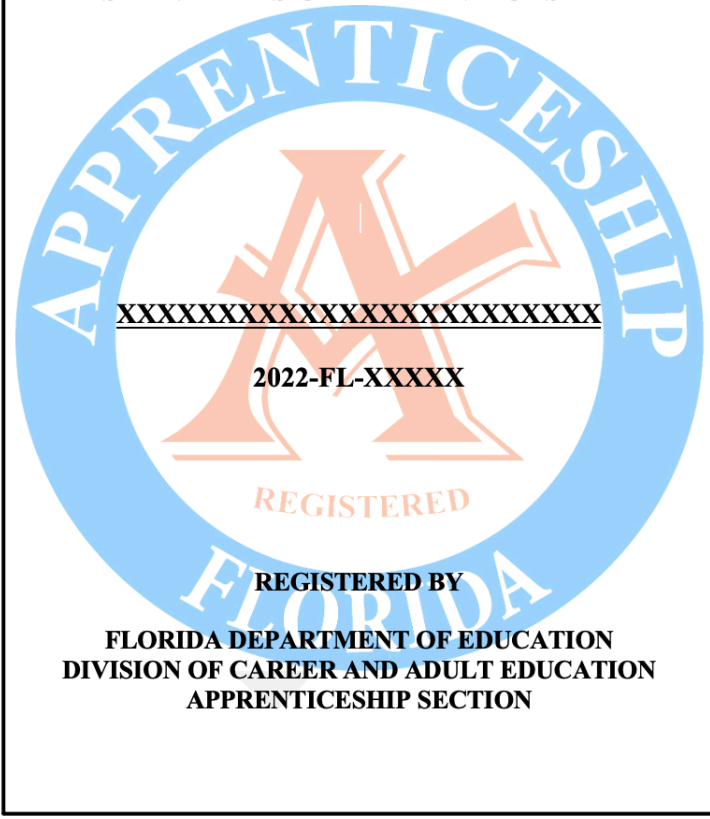 APPRENTICESHIP
XXXXXXXXXXXXXXXXXXXXXXXX
2022-FL-XXXXX
REGISTERED
FLORIDA
REGISTERED BY
FLORIDA DEPARTMENT OF EDUCATION
DIVISION OF CAREER AND ADULT EDUCATION
APPRENTICESHIP SECTION